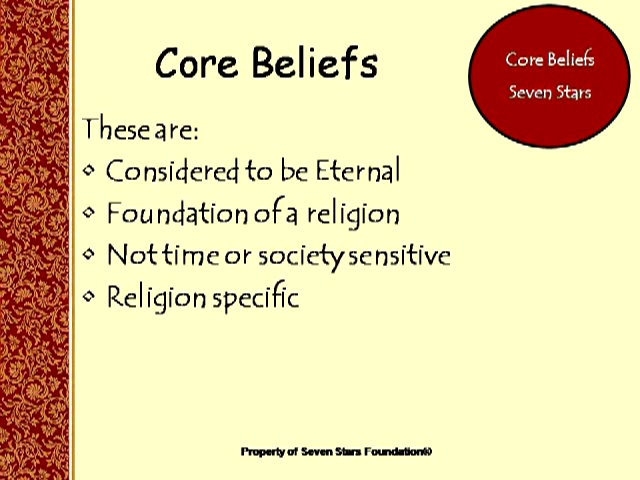 Core Beliefs
Core Beliefs
Seven Stars
These are:
• Considered to be Eternal
• Foundation of a religion
• Not time or society sensitive
• Religion specific
Property of Seven Stars Foundation©